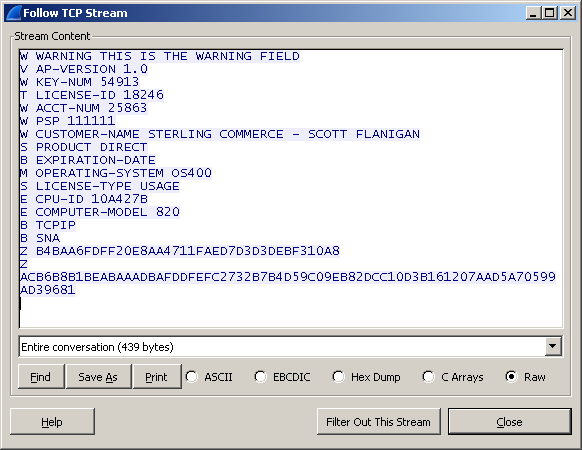 Follow TCP Stream
Stream Content
W WARNING THIS IS THE WARNING FIELD
V AP-VERSION 1.0
W KEY-NUM 54913
T LICENSE-ID 18246
W ACCT-NUM 25863
W PSP 111111
W CUSTOMER-NAME STERLING COMMERCE - SCOTT FLANIGAN
S PRODUCT DIRECT
B EXPIRATION-DATE
M OPERATING-SYSTEM OS400
S LICENSE-TYPE USAGE
E CPU-ID 10A427B
E COMPUTER-MODEL 820
B TCPIP
B SNA
Z B4BAA6FDFF20E8AA4711FAED7D3D3DEBF310A8
Z
ACB6B8B1BEABAAADBAFDDFEFC2732B7B4D59C09EB82DCC10D3B161207AAD5A70599
AD39681
Entire conversation (439 bytes)
Find Save As Print ASCII EBCDIC Hex Dump C Arrays Raw
Help Filter Out This Stream Close